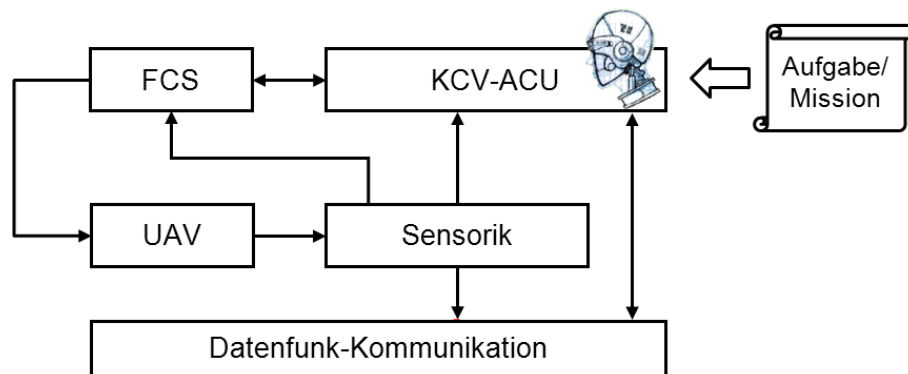 FCS
KCV-ACU
Aufgabe/
Mission
UAV
Sensorik
Datenfunk-Kommunikation